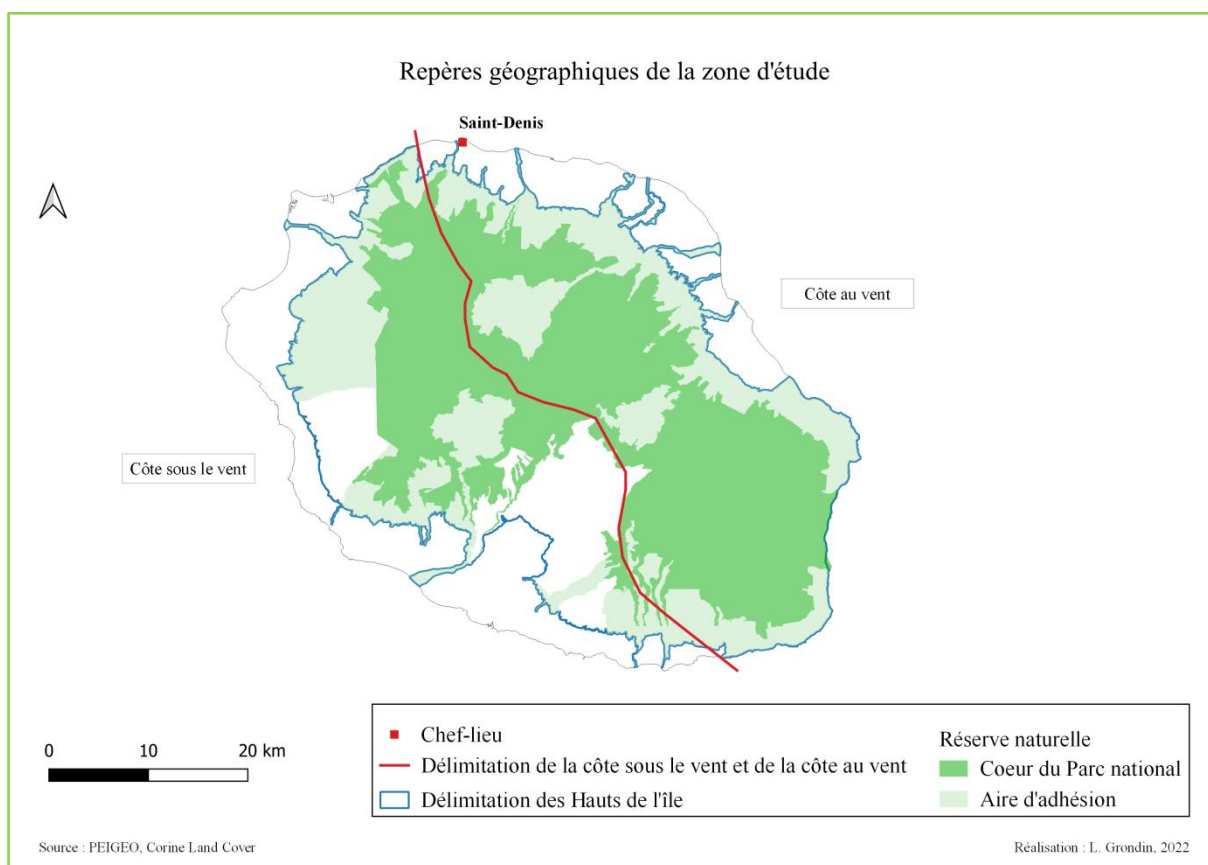 Repères géographiques de la zone d'étude
Saint-Denis
Côte au vent
Côte sous le vent
0 10 20 km
Chef-lieu
Délimitation de la côte sous le vent et de la côte au vent
Délimitation des Hauts de l'île
Réserve naturelle
Coeur du Parc national
Aire d'adhésion
Source : PEIGEO, Corine Land Cover
Réalisation : L. Grondin, 2022